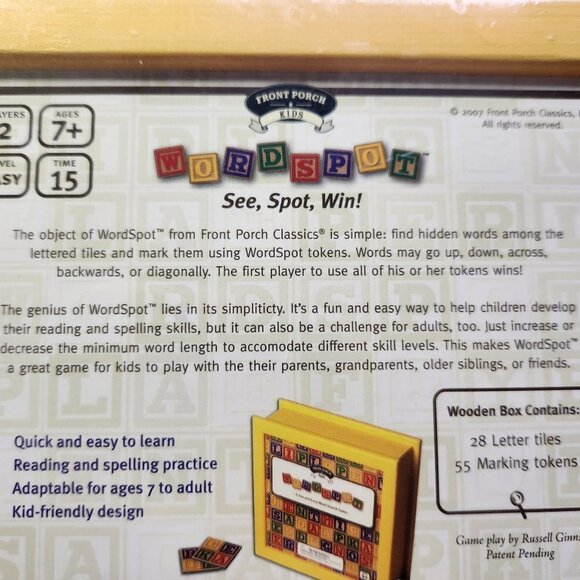 FRONT PORCH
KIDS
© 2007 Front Porch Classics,
All rights reserved.
2
AGES
7+
TIME
15
WORDSPOT™
See, Spot, Win!
The object of WordSpot™ from Front Porch Classics® is simple: find hidden words among the
lettered tiles and mark them using WordSpot tokens. Words may go up, down, across,
backwards, or diagonally. The first player to use all of his or her tokens wins!
The genius of WordSpot™ lies in its simpliticty. It's a fun and easy way to help children develop
their reading and spelling skills, but it can also be a challenge for adults, too. Just increase or
decrease the minimum word length to accomodate different skill levels. This makes WordSpot™
a great game for kids to play with the their parents, grandparents, older siblings, or friends.
Quick and easy to learn
Reading and spelling practice
Adaptable for ages 7 to adult
Kid-friendly design
Wooden Box Contains:
28 Letter tiles
55 Marking tokens
Game play by Russell Ginns
Patent Pending